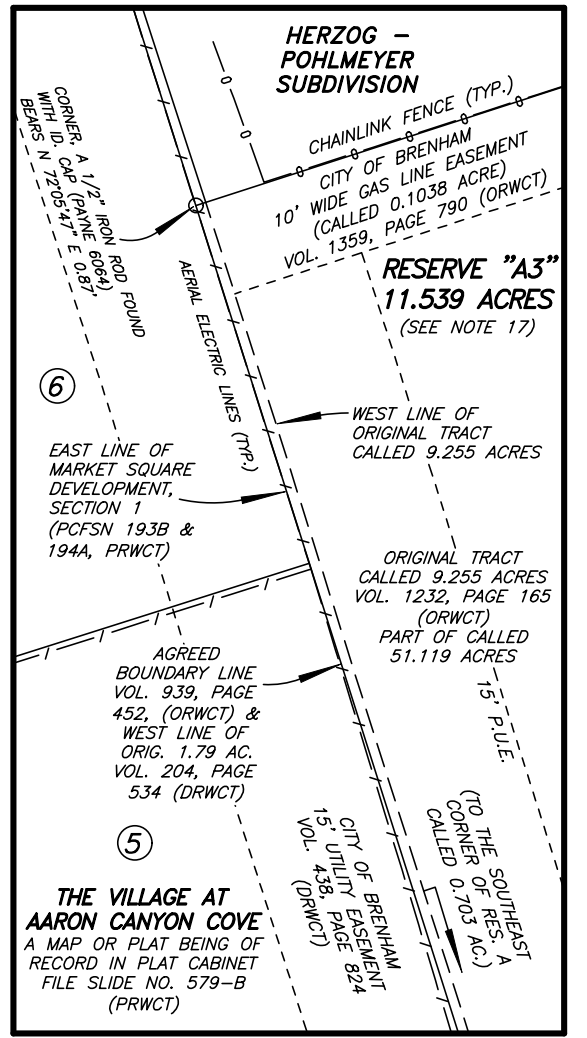 HERZOG –
POHLMEYER
SUBDIVISION
CHAINLINK FENCE (TYP.)
CITY OF BRENHAM
10' WIDE GAS LINE EASEMENT
(CALLED 0.1038 ACRE)
VOL. 1359, PAGE 790 (ORWCT)
CORNER, A 1/2" IRON ROD FOUND
WITH ID. CAP (PAYNE 6064)
BEARS N 72°05'47" E 0.87'
RESERVE "A3"
11.539 ACRES
(SEE NOTE 17)
AERIAL ELECTRIC LINES (TYP.)
6
WEST LINE OF
ORIGINAL TRACT
CALLED 9.255 ACRES
EAST LINE OF
MARKET SQUARE
DEVELOPMENT,
SECTION 1
(PCFSN 193B &
194A, PRWCT)
ORIGINAL TRACT
CALLED 9.255 ACRES
VOL. 1232, PAGE 165
(ORWCT)
PART OF CALLED
51.119 ACRES
AGREED
BOUNDARY LINE
VOL. 939, PAGE
452, (ORWCT) &
WEST LINE OF
ORIG. 1.79 AC.
VOL. 204, PAGE
534 (DRWCT)
15' P.U.E.
5
CITY OF BRENHAM
15' UTILITY EASEMENT
VOL. 438, PAGE 824
(DRWCT)
(TO THE SOUTHEAST
CORNER OF RES. A
CALLED 0.703 AC.)
THE VILLAGE AT
AARON CANYON COVE
A MAP OR PLAT BEING OF
RECORD IN PLAT CABINET
FILE SLIDE NO. 579–B
(PRWCT)